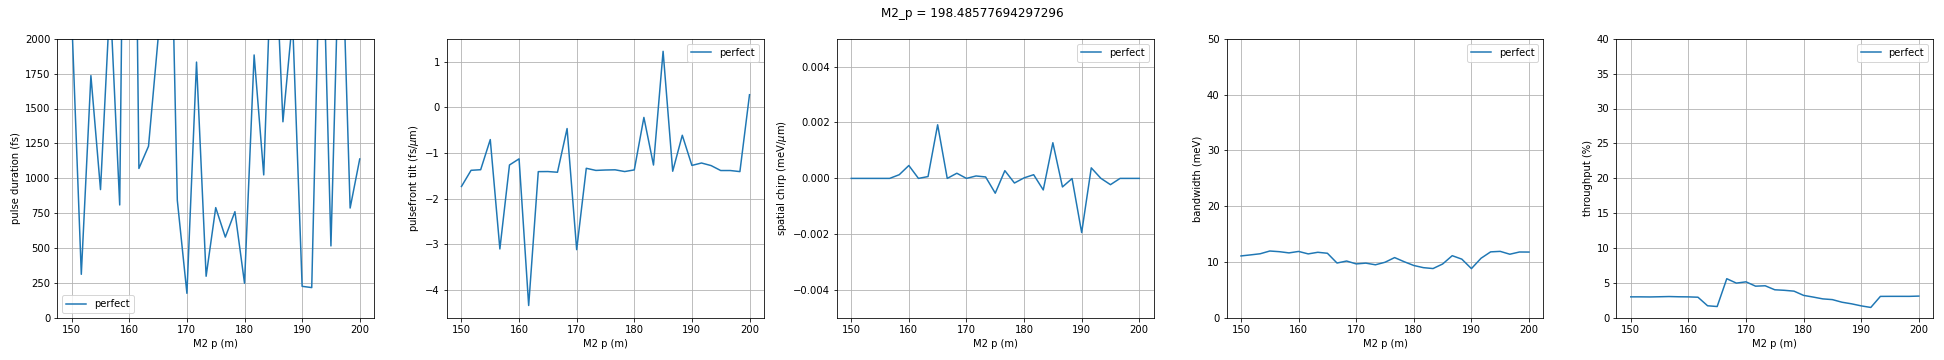 M2_p = 198.48577694297296
pulse duration (fs)
2000
1750
1500
1250
1000
750
500
250
0
perfect
150 160 170 180 190 200
M2 p (m)
pulsefront tilt (fs/μm)
1
0
−1
−2
−3
−4
perfect
150 160 170 180 190 200
M2 p (m)
spatial chirp (meV/μm)
0.004
0.002
0.000
−0.002
−0.004
perfect
150 160 170 180 190 200
M2 p (m)
bandwidth (meV)
50
40
30
20
10
0
perfect
150 160 170 180 190 200
M2 p (m)
throughput (%)
40
35
30
25
20
15
10
5
0
perfect
150 160 170 180 190 200
M2 p (m)